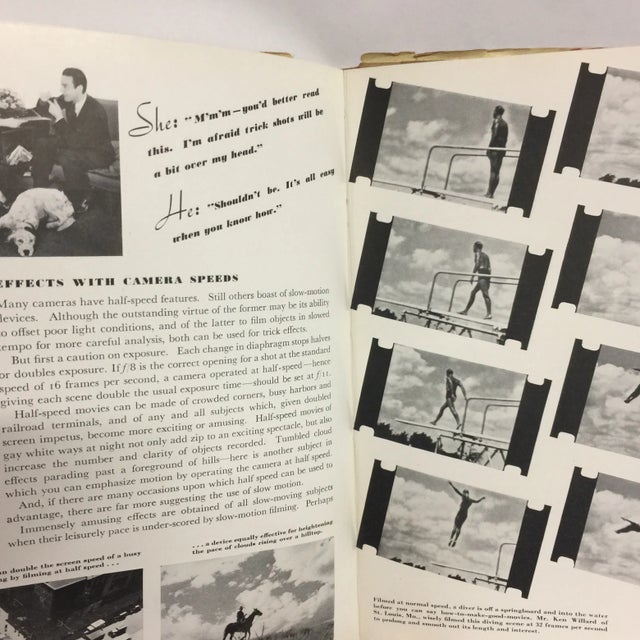 She: "M'm'm—you'd better read
this. I'm afraid trick shots will be
a bit over my head."
He: "Shouldn't be. It's all easy
when you know how."
EFFECTS WITH CAMERA SPEEDS
Many cameras have half-speed features. Still others boast of slow-motion
devices. Although the outstanding virtue of the former may be its ability
to offset poor light conditions, and of the latter to film objects in slowed
tempo for more careful analysis, both can be used for trick effects.
But first a caution on exposure. Each change in diaphragm stops halves
or doubles exposure. If f/8 is the correct opening for a shot at the standard
speed of 16 frames per second, a camera operated at half-speed—hence
giving each scene double the usual exposure time—should be set at f/11.
Half-speed movies can be made of crowded corners, busy harbors and
railroad terminals, and of any and all subjects which, given doubled
screen impetus, become more exciting or amusing. Half-speed movies of
gay white ways at night not only add zip to an exciting spectacle, but also
increase the number and clarity of objects recorded. Tumbled cloud
effects parading past a foreground of hills—here is another subject in
which you can emphasize motion by operating the camera at half speed.
And, if there are many occasions upon which half speed can be used to
advantage, there are far more suggesting the use of slow motion.
Immensely amusing effects are obtained of all slow-moving subjects
when their leisurely pace is under-scored by slow-motion filming. Perhaps
double the screen speed of a busy
by filming at half speed . . .
. . . a device equally effective for heightening
the pace of clouds rising over a hilltop.
Filmed at normal speed, a diver is off a springboard and into the water
before you can say how-to-make-good-movies. Mr. Ken Willard of
St. Louis, Mo., wisely filmed this diving scene at 32 frames per second
to prolong and smooth out its beauty and interest.